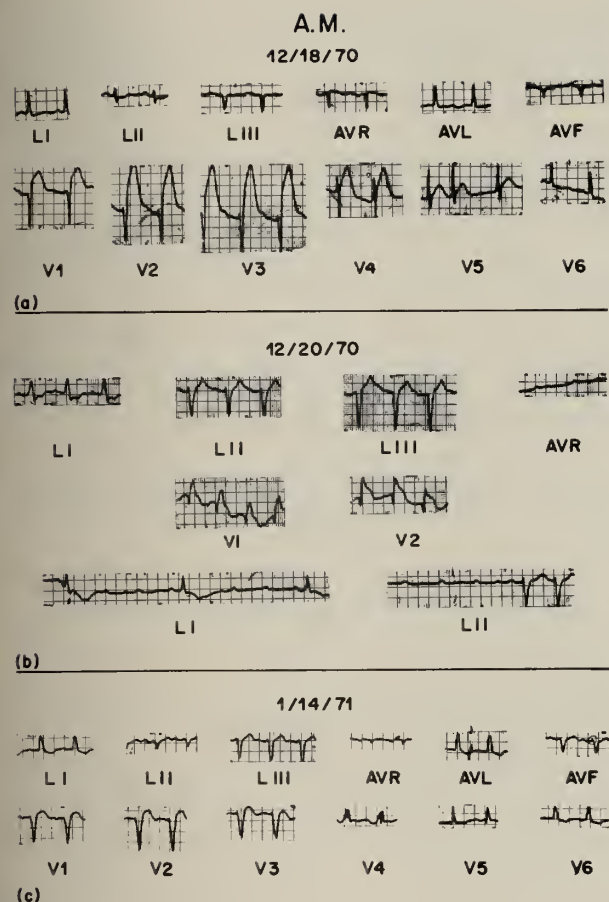 A.M.
12/18/70
LI LII LIII AVR AVL AVF
V1 V2 V3 V4 V5 V6
(a)
12/20/70
LI LII LIII AVR
V1 V2
LI LII
(b)
1/14/71
LI LII LIII AVR AVL AVF
V1 V2 V3 V4 V5 V6
(c)